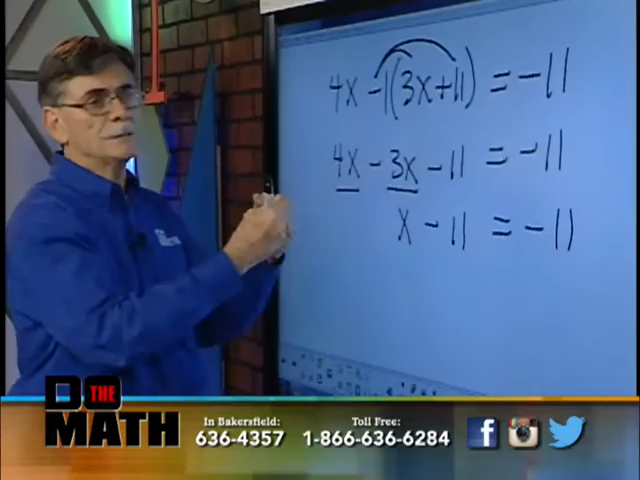 4x - 1(3x + 11) = -11
4x - 3x - 11 = -11
x - 11 = -11
DO THE MATH
In Bakersfield:
636-4357
Toll Free:
1-866-636-6284